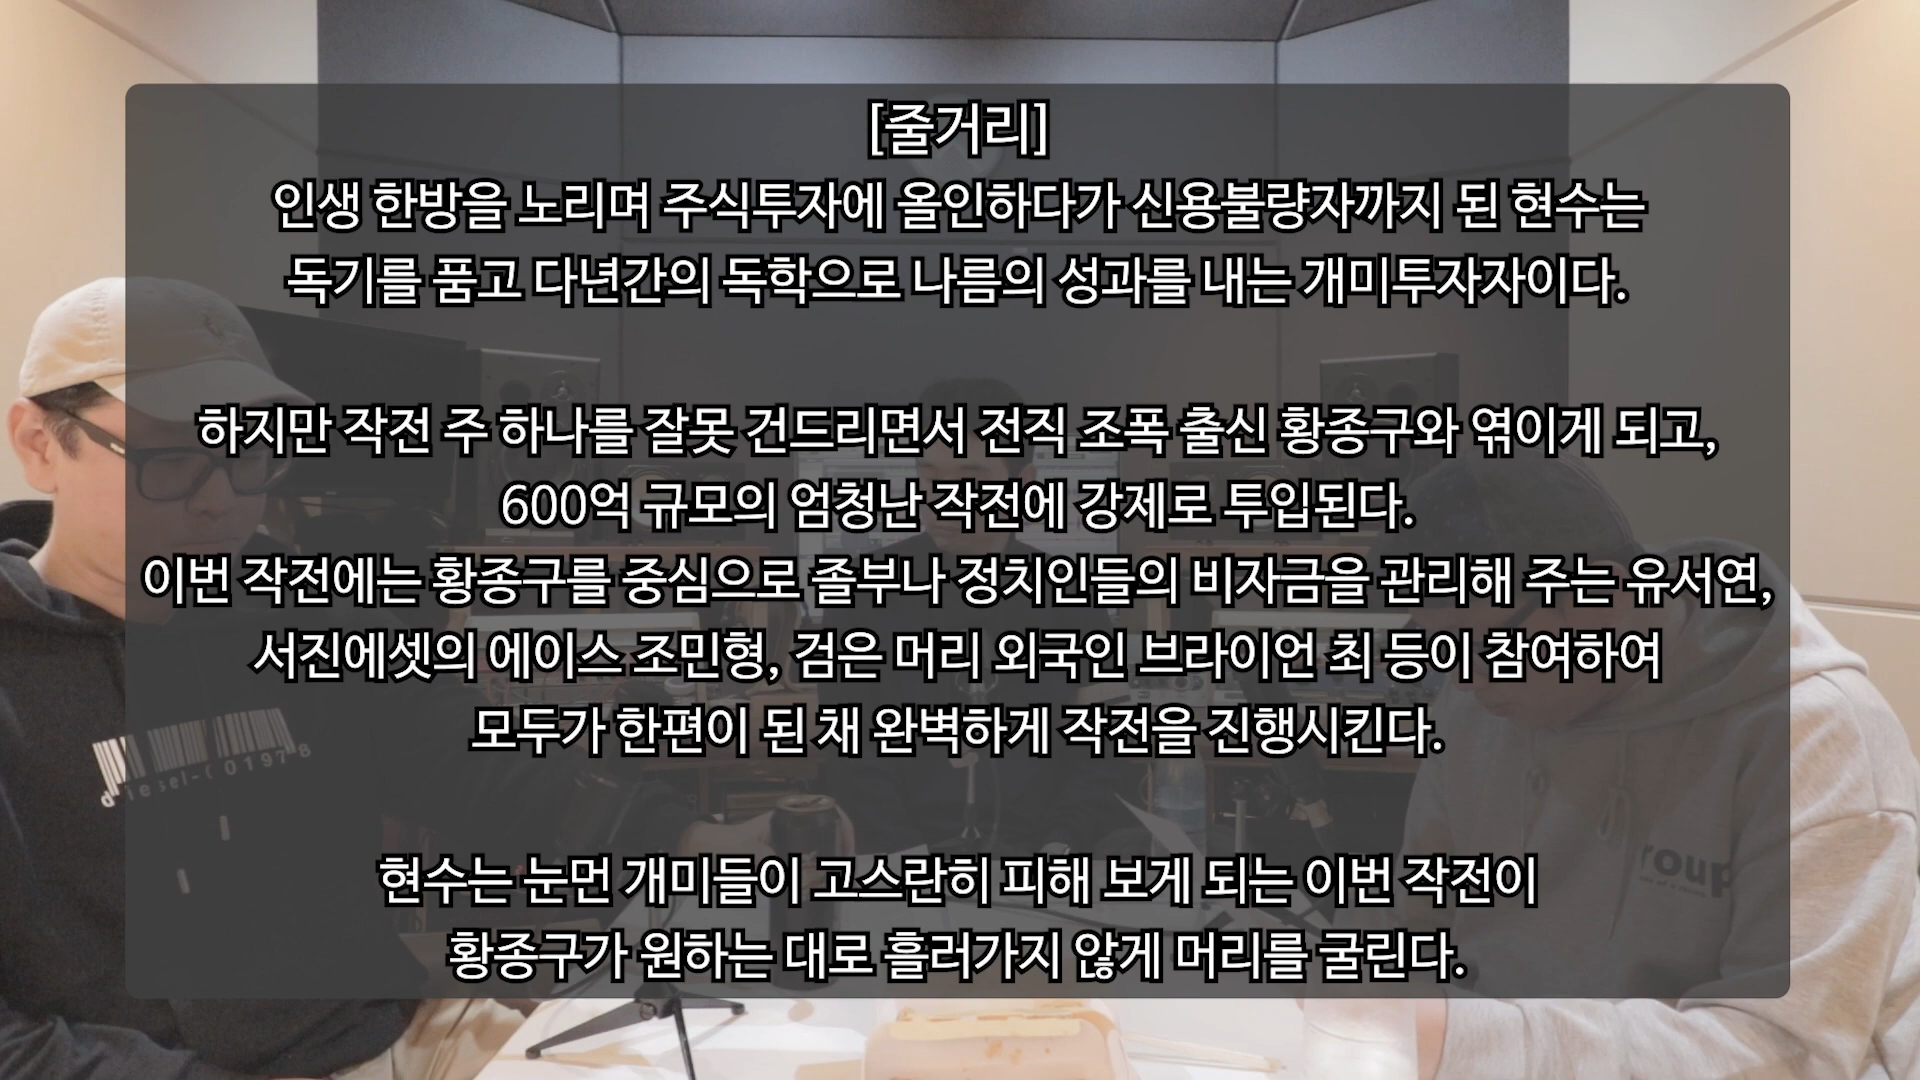 [줄거리]
인생 한방을 노리며 주식투자에 올인하다가 신용불량자까지 된 현수는
독기를 품고 다년간의 독학으로 나름의 성과를 내는 개미투자자이다.
하지만 작전 주 하나를 잘못 건드리면서 전직 조폭 출신 황종구와 엮이게 되고,
600억 규모의 엄청난 작전에 강제로 투입된다.
이번 작전에는 황종구를 중심으로 졸부나 정치인들의 비자금을 관리해 주는 유서연,
서진에셋의 에이스 조민형, 검은 머리 외국인 브라이언 최 등이 참여하여
모두가 한편이 된 채 완벽하게 작전을 진행시킨다.
현수는 눈먼 개미들이 고스란히 피해 보게 되는 이번 작전이
황종구가 원하는 대로 흘러가지 않게 머리를 굴린다.